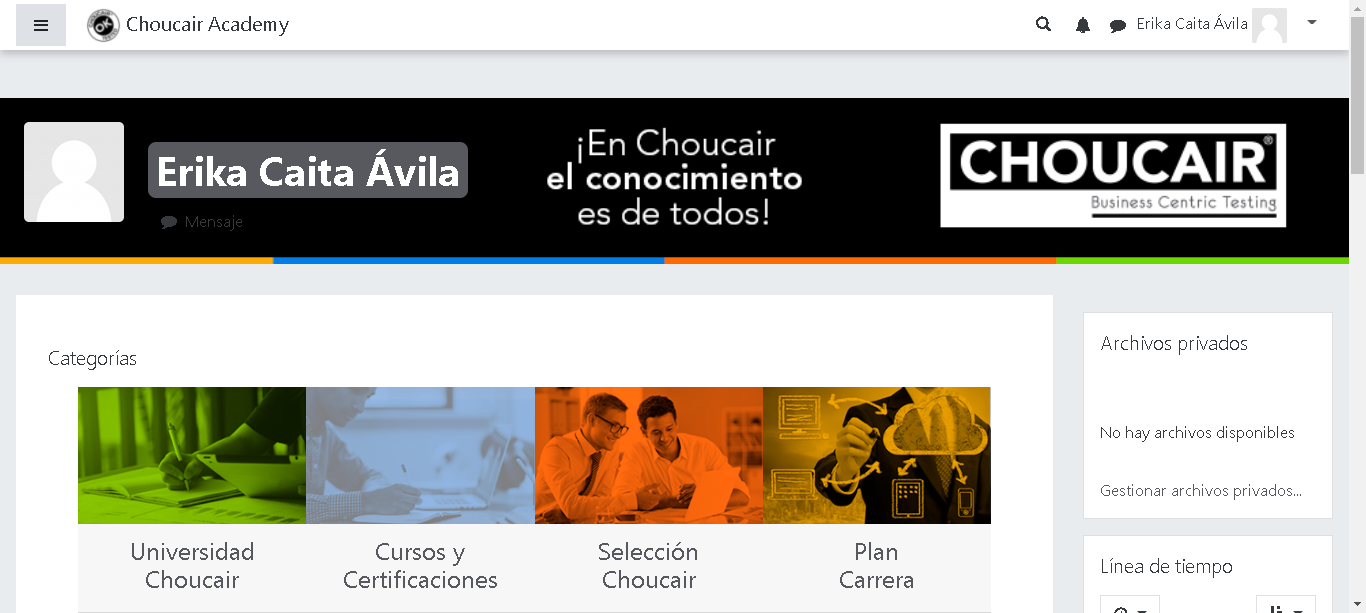 Choucair Academy
Erika Caita Ávila
Erika Caita Ávila
Mensaje
¡En Choucair
el conocimiento
es de todos!
CHOUCAIR®
Business Centric Testing
Categorías
Universidad
Choucair
Cursos y
Certificaciones
Selección
Choucair
Plan
Carrera
Archivos privados
No hay archivos disponibles
Gestionar archivos privados...
Línea de tiempo